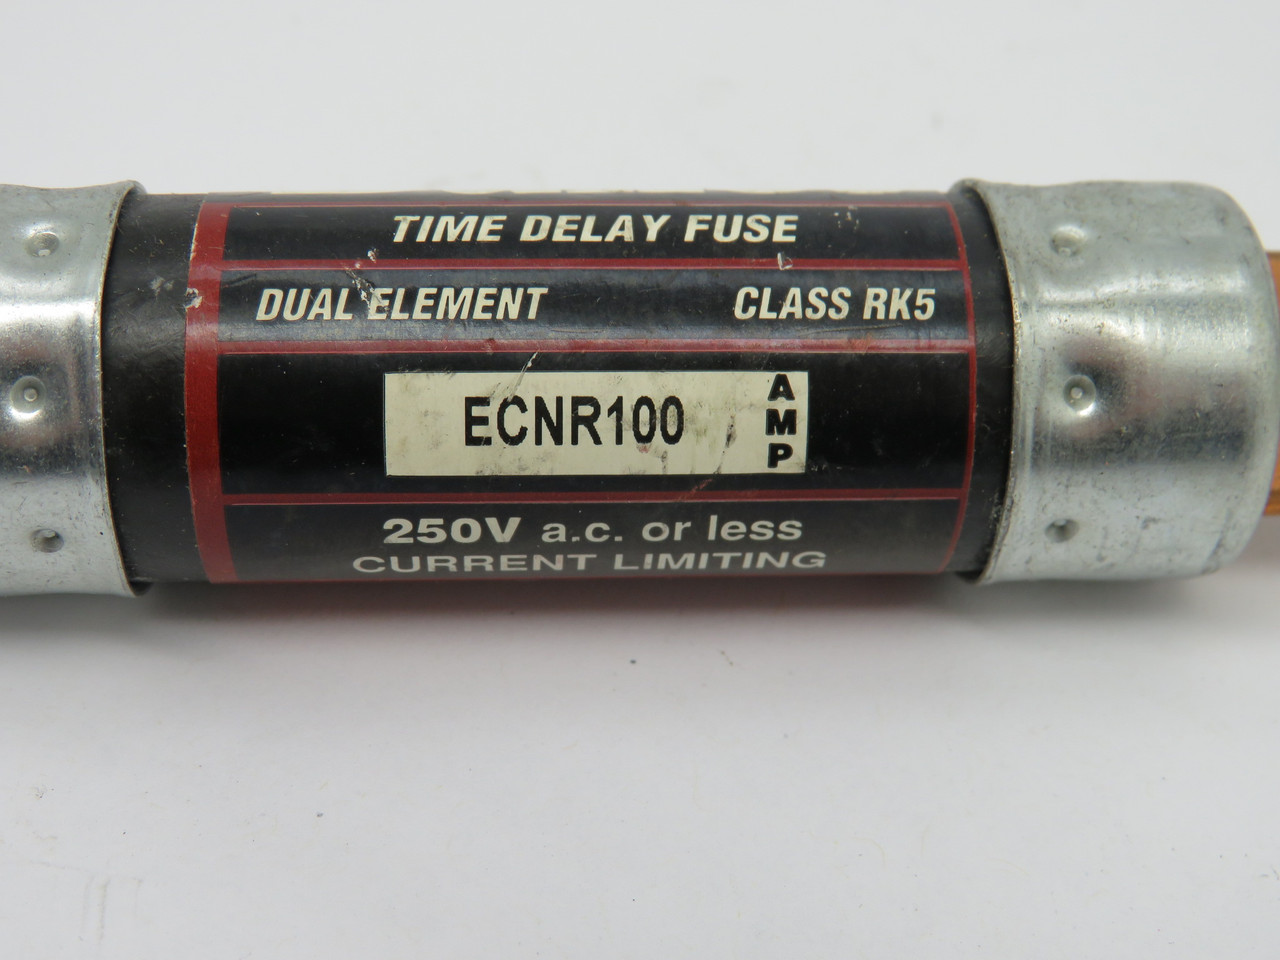 TIME DELAY FUSE
DUAL ELEMENT CLASS RK5
ECNR100 AMP
250V a.c. or less
CURRENT LIMITING